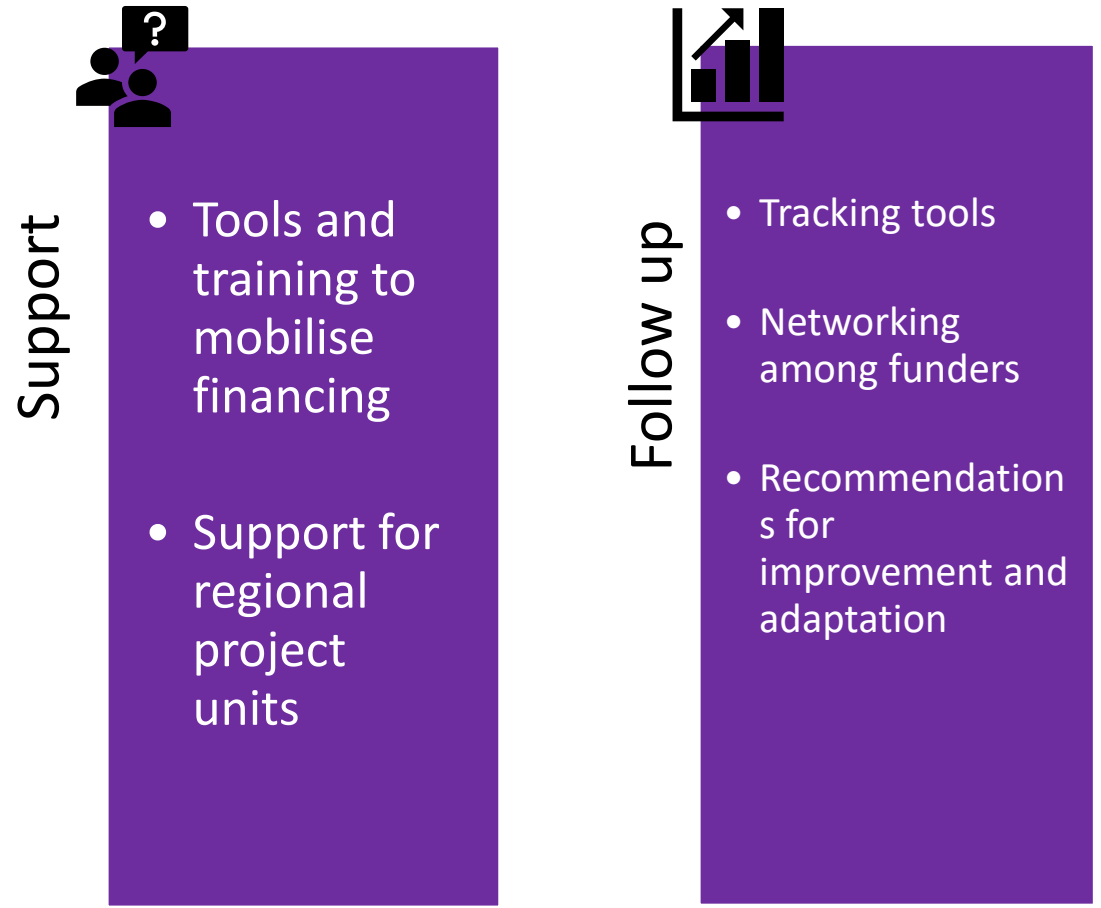 ?
Support
• Tools and
training to
mobilise
financing
• Support for
regional
project
units
Follow up
• Tracking tools
• Networking
among funders
• Recommendation
s for
improvement and
adaptation